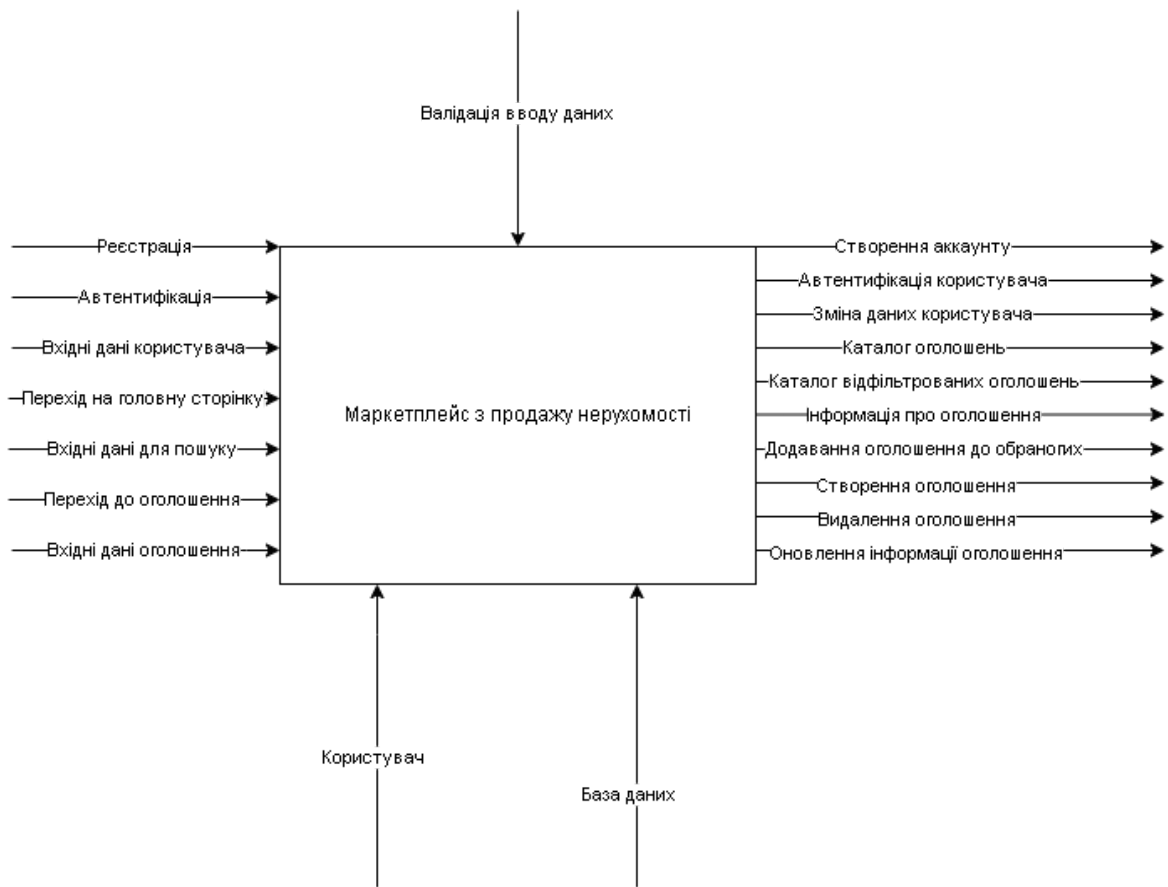 Валідація вводу даних
Реєстрація
Автентифікація
Вхідні дані користувача
Перехід на головну сторінку
Вхідні дані для пошуку
Перехід до оголошення
Вхідні дані оголошення
Маркетплейс з продажу нерухомості
Створення аккаунту
Автентифікація користувача
Зміна даних користувача
Каталог оголошень
Каталог відфільтрованих оголошень
Інформація про оголошення
Додавання оголошення до обраногих
Створення оголошення
Видалення оголошення
Оновлення інформації оголошення
Користувач
База даних